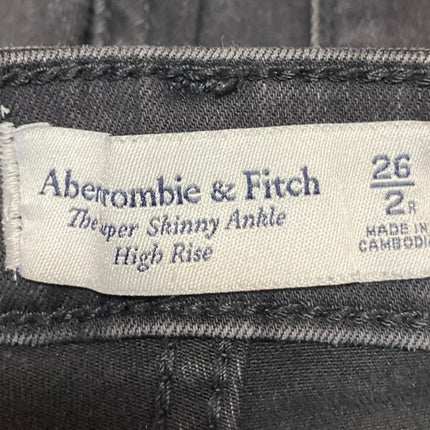 Abercrombie & Fitch
The Super Skinny Ankle
High Rise
26
2R
MADE IN
CAMBODIA